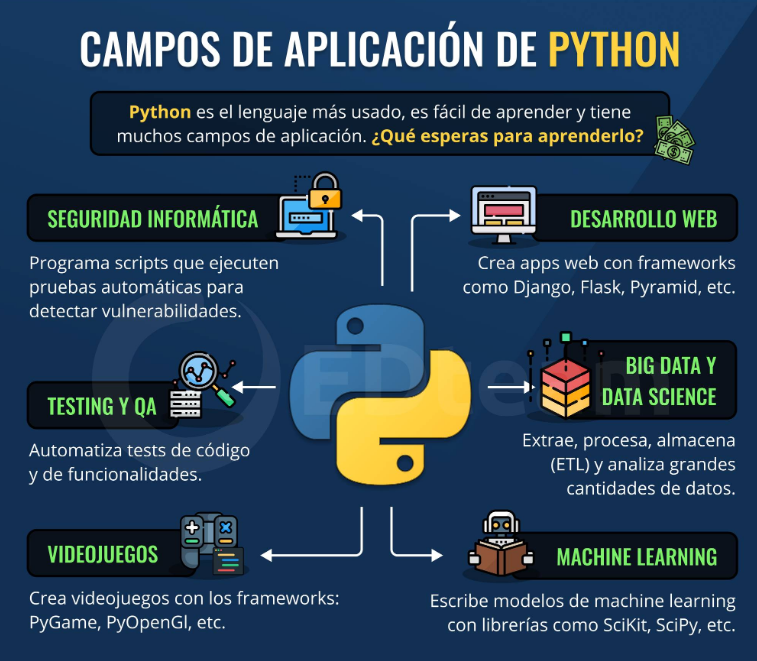 CAMPOS DE APLICACIÓN DE PYTHON
Python es el lenguaje más usado, es fácil de aprender y tiene
muchos campos de aplicación. ¿Qué esperas para aprenderlo?
SEGURIDAD INFORMÁTICA
Programa scripts que ejecuten
pruebas automáticas para
detectar vulnerabilidades.
DESARROLLO WEB
Crea apps web con frameworks
como Django, Flask, Pyramid, etc.
TESTING Y QA
Automatiza tests de código
y de funcionalidades.
BIG DATA Y
DATA SCIENCE
Extrae, procesa, almacena
(ETL) y analiza grandes
cantidades de datos.
VIDEOJUEGOS
Crea videojuegos con los frameworks:
PyGame, PyOpenGl, etc.
MACHINE LEARNING
Escribe modelos de machine learning
con librerías como SciKit, SciPy, etc.
EDteam